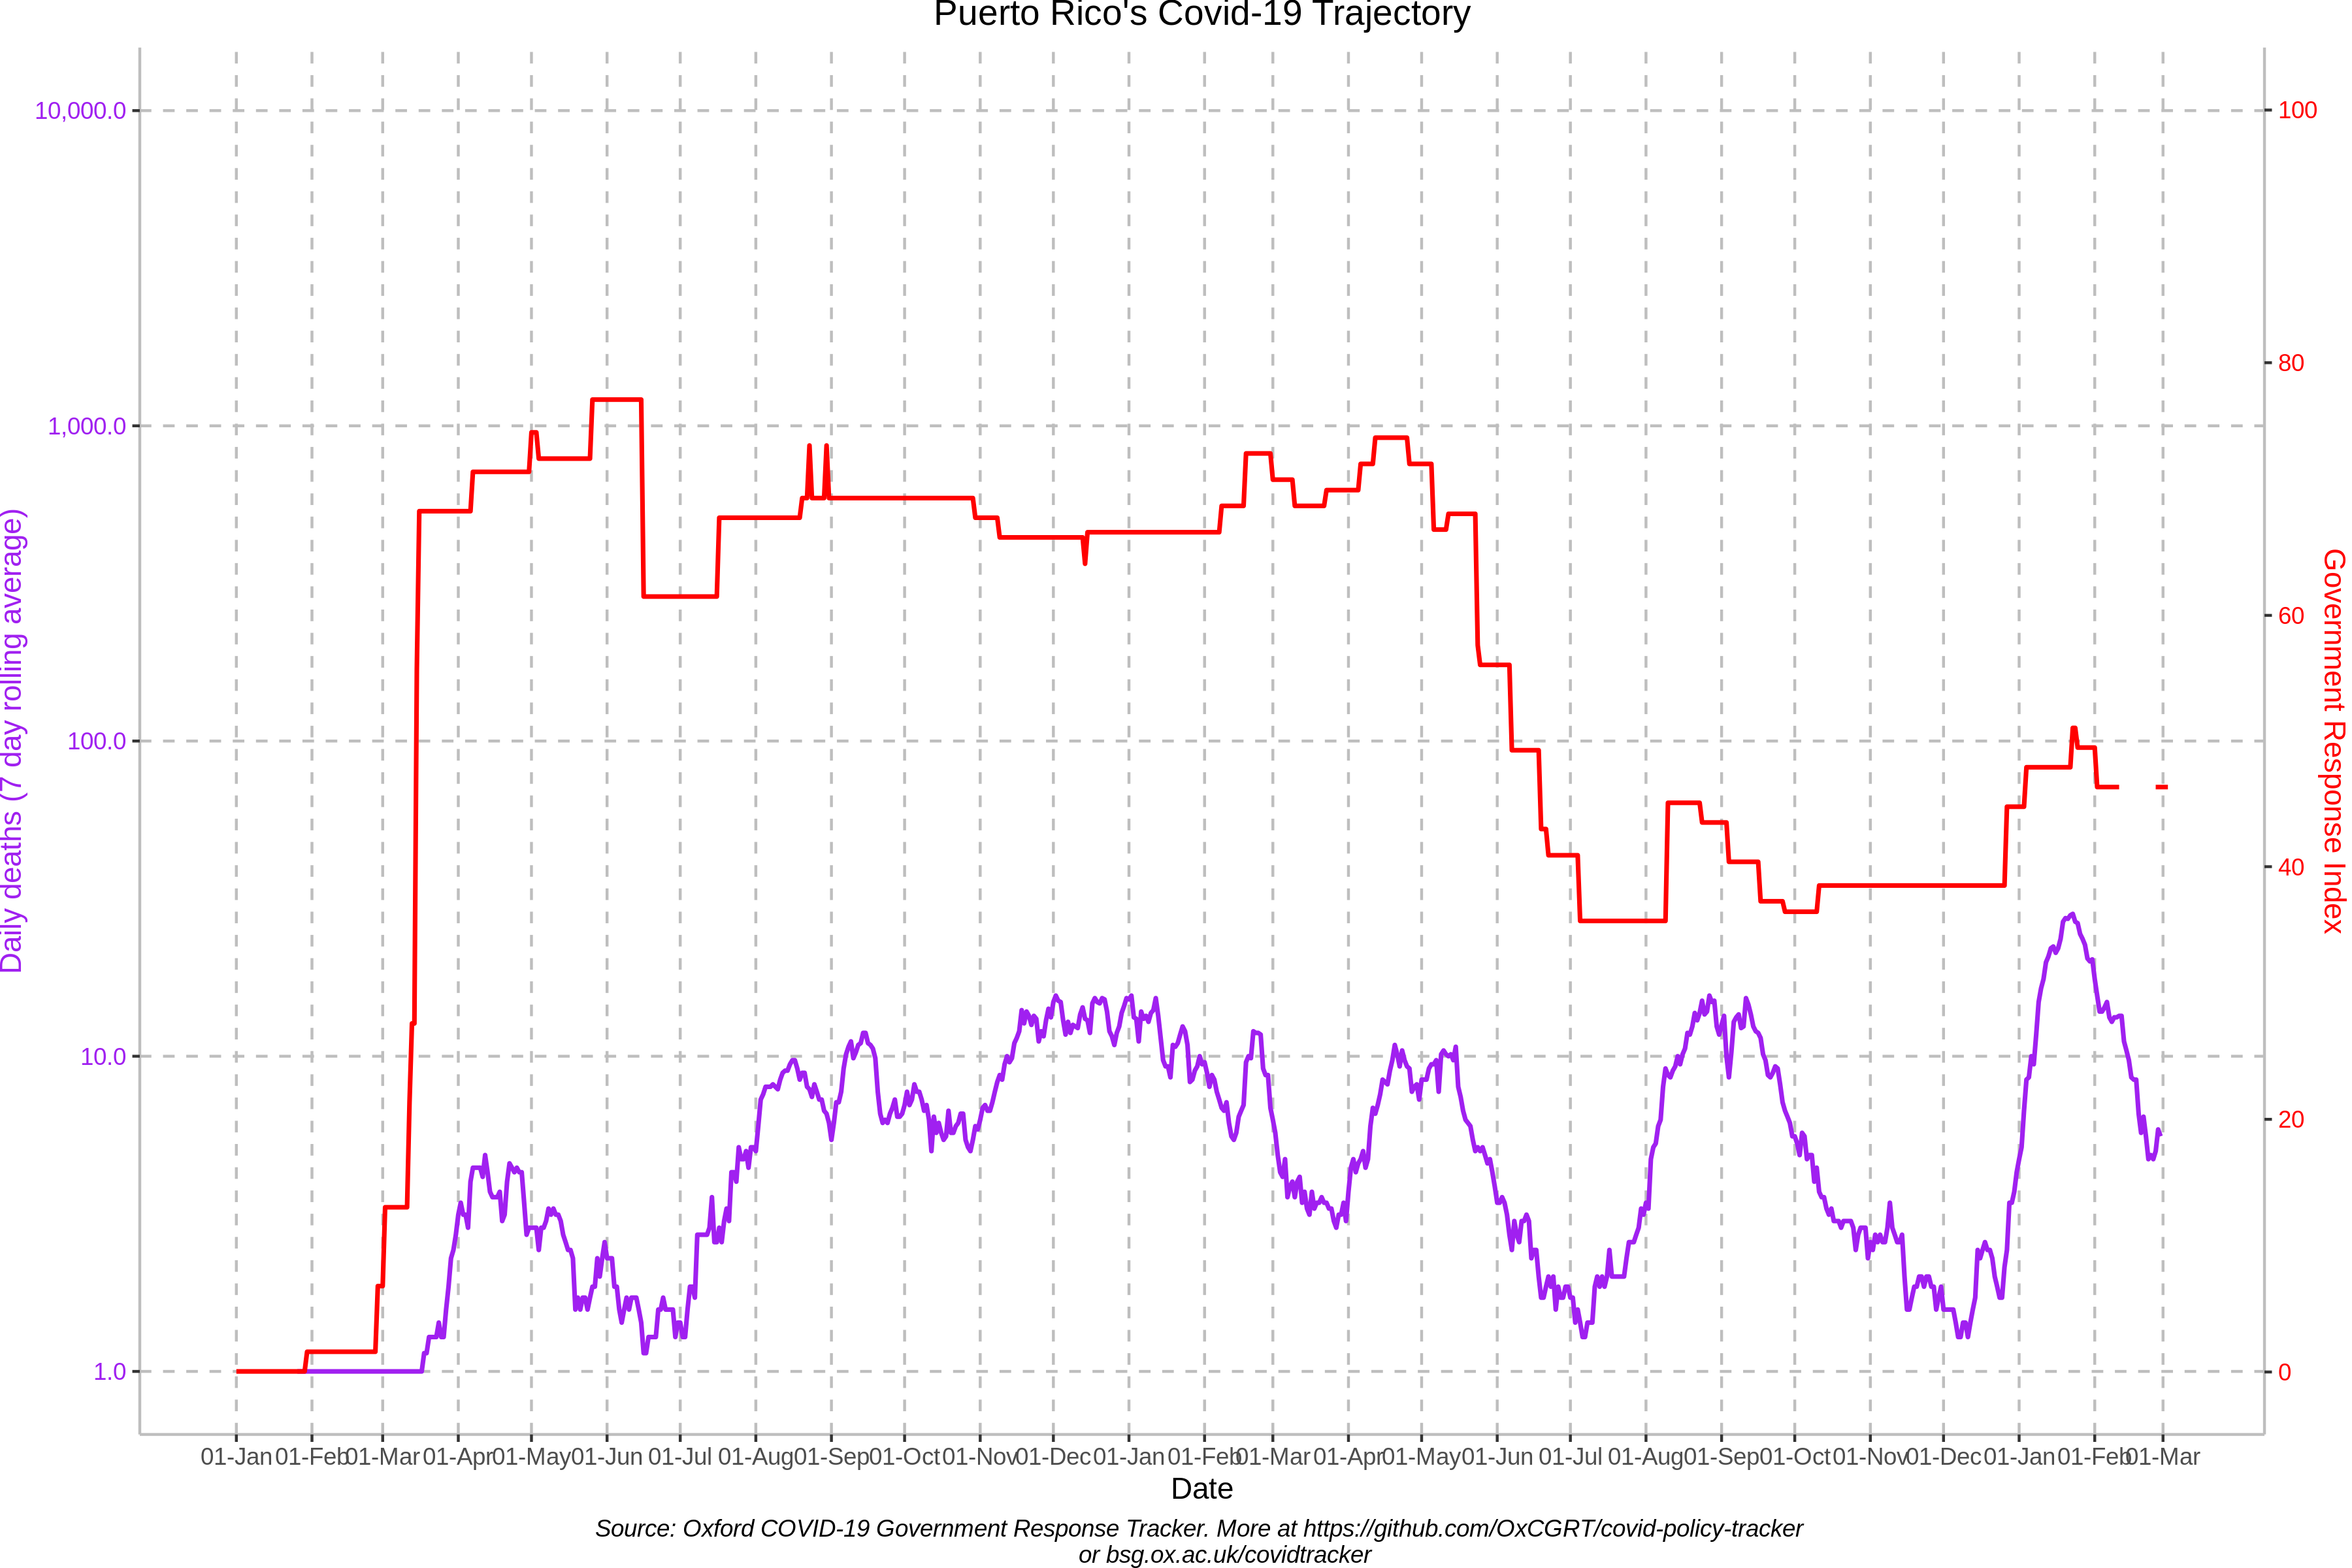 Puerto Rico's Covid-19 Trajectory
10,000.0
1,000.0
100.0
10.0
1.0
Daily deaths (7 day rolling average)
100
80
60
40
20
0
Government Response Index
01-Jan 01-Feb 01-Mar 01-Apr 01-May 01-Jun 01-Jul 01-Aug 01-Sep 01-Oct 01-Nov 01-Dec 01-Jan 01-Feb 01-Mar 01-Apr 01-May 01-Jun 01-Jul 01-Aug 01-Sep 01-Oct 01-Nov 01-Dec 01-Jan 01-Feb 01-Mar
Date
Source: Oxford COVID-19 Government Response Tracker. More at https://github.com/OxCGRT/covid-policy-tracker
or bsg.ox.ac.uk/covidtracker